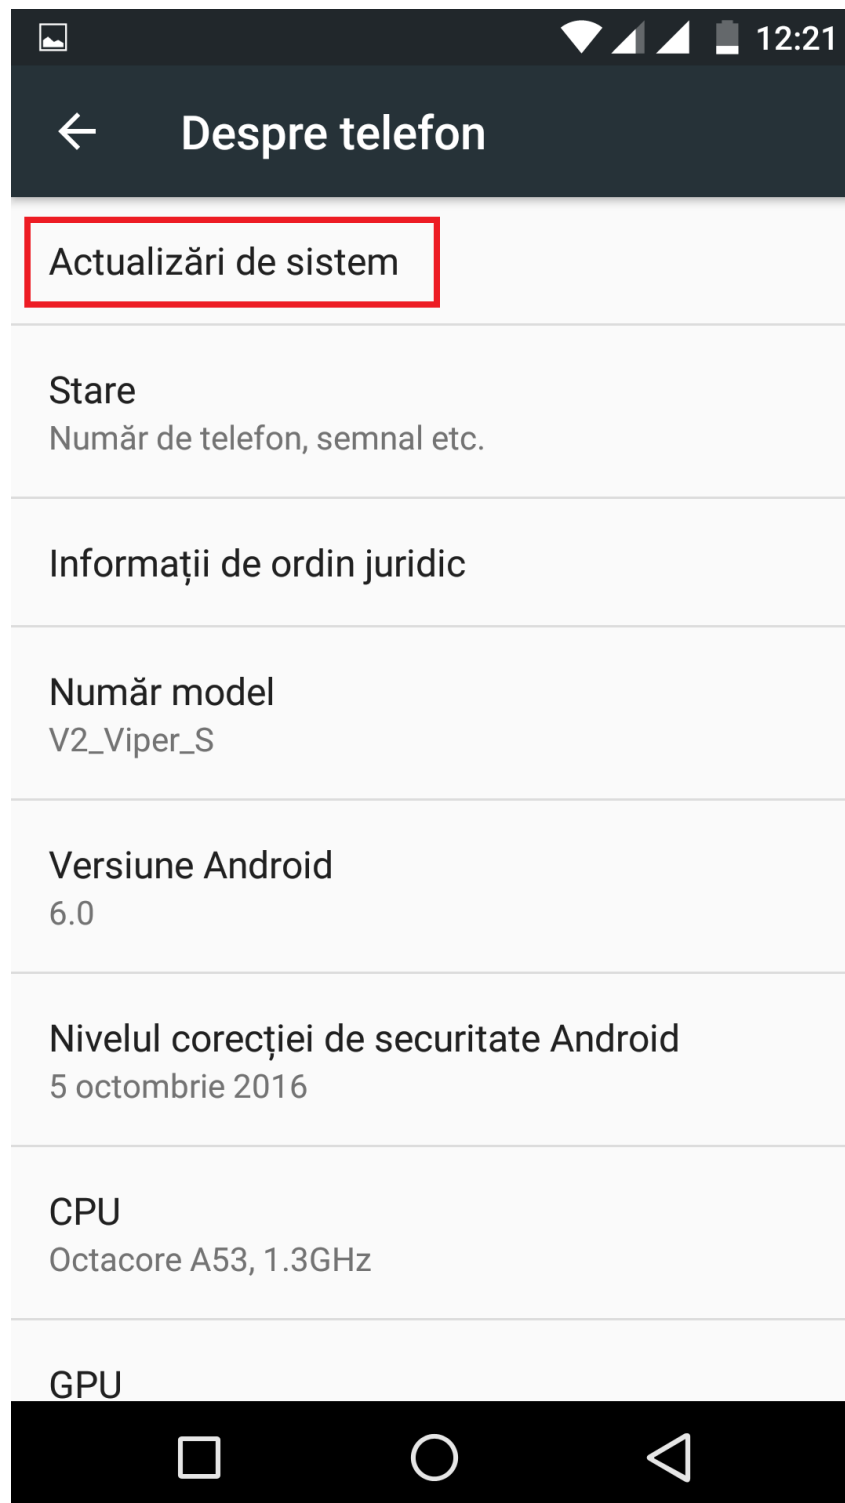 12:21
Despre telefon
Actualizări de sistem
Stare
Număr de telefon, semnal etc.
Informații de ordin juridic
Număr model
V2_Viper_S
Versiune Android
6.0
Nivelul corecției de securitate Android
5 octombrie 2016
CPU
Octacore A53, 1.3GHz
GPU